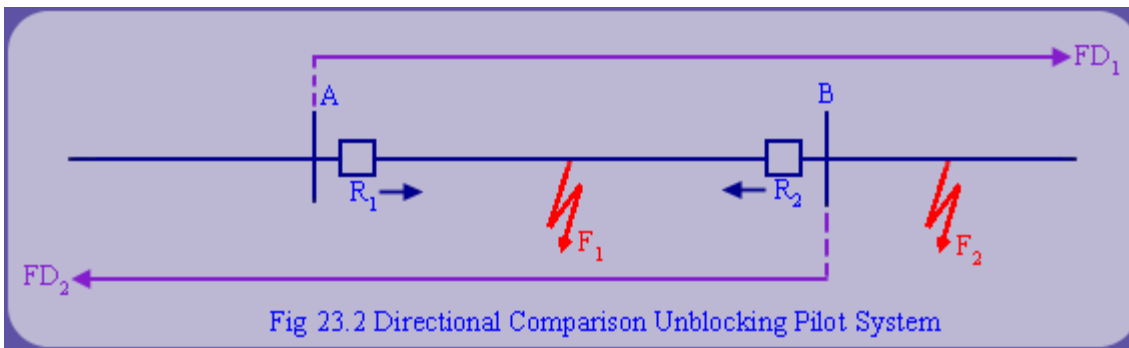 FD₁
A
B
R₁
R₂
F₁
F₂
FD₂
Fig 23.2 Directional Comparison Unblocking Pilot System